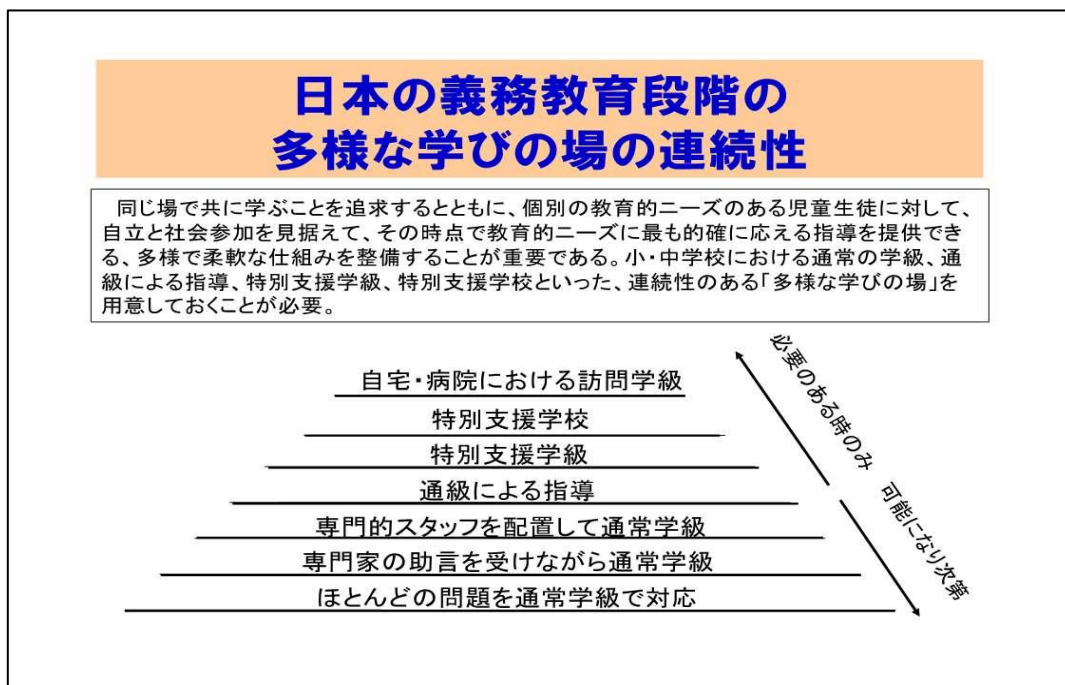 日本の義務教育段階の
多様な学びの場の連続性
同じ場で共に学ぶことを追求するとともに、個別の教育的ニーズのある児童生徒に対して、
自立と社会参加を見据えて、その時点で教育的ニーズに最も的確に応える指導を提供でき
る、多様で柔軟な仕組みを整備することが重要である。小・中学校における通常の学級、通
級による指導、特別支援学級、特別支援学校といった、連続性のある「多様な学びの場」を
用意しておくことが必要。
自宅・病院における訪問学級
特別支援学校
特別支援学級
通級による指導
専門的スタッフを配置して通常学級
専門家の助言を受けながら通常学級
ほとんどの問題を通常学級で対応
必要のある時のみ
可能になり次第